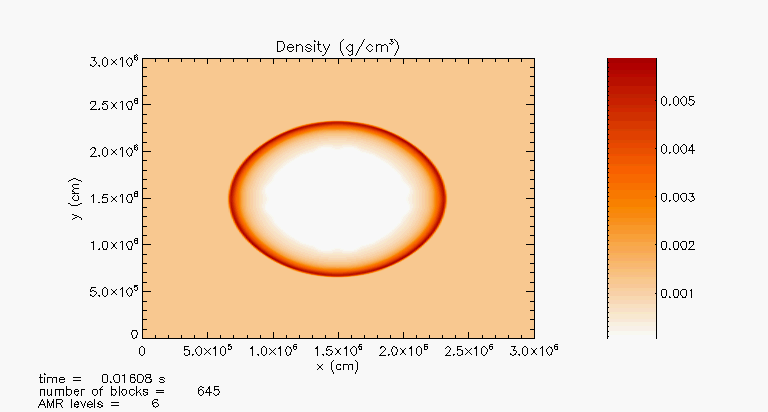 Density (g/cm³)
3.0×10⁶
2.5×10⁶
2.0×10⁶
1.5×10⁶
1.0×10⁶
5.0×10⁵
0
y (cm)
0 5.0×10⁵ 1.0×10⁶ 1.5×10⁶ 2.0×10⁶ 2.5×10⁶ 3.0×10⁶
x (cm)
0.005
0.004
0.003
0.002
0.001
time = 0.01608 s
number of blocks = 645
AMR levels = 6